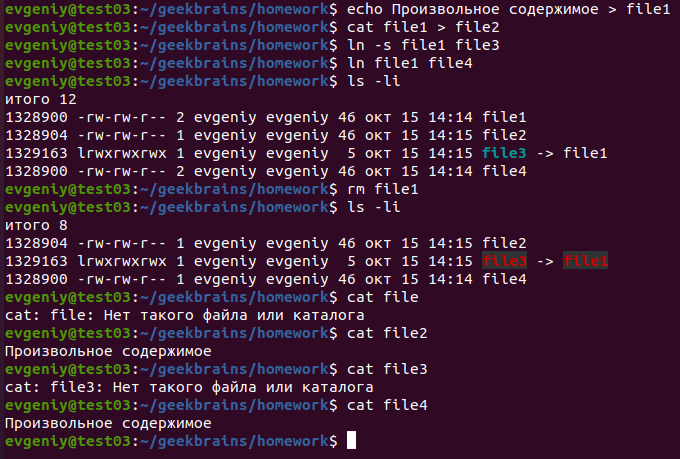 evgeniy@test03:~/geekbrains/homework$ echo Произвольное содержимое > file1
evgeniy@test03:~/geekbrains/homework$ cat file1 > file2
evgeniy@test03:~/geekbrains/homework$ ln -s file1 file3
evgeniy@test03:~/geekbrains/homework$ ln file1 file4
evgeniy@test03:~/geekbrains/homework$ ls -li
итого 12
1328900 -rw-rw-r-- 2 evgeniy evgeniy 46 окт 15 14:14 file1
1328904 -rw-rw-r-- 1 evgeniy evgeniy 46 окт 15 14:15 file2
1329163 lrwxrwxrwx 1 evgeniy evgeniy  5 окт 15 14:15 file3 -> file1
1328900 -rw-rw-r-- 2 evgeniy evgeniy 46 окт 15 14:14 file4
evgeniy@test03:~/geekbrains/homework$ rm file1
evgeniy@test03:~/geekbrains/homework$ ls -li
итого 8
1328904 -rw-rw-r-- 1 evgeniy evgeniy 46 окт 15 14:15 file2
1329163 lrwxrwxrwx 1 evgeniy evgeniy  5 окт 15 14:15 file3 -> file1
1328900 -rw-rw-r-- 1 evgeniy evgeniy 46 окт 15 14:14 file4
evgeniy@test03:~/geekbrains/homework$ cat file
cat: file: Нет такого файла или каталога
evgeniy@test03:~/geekbrains/homework$ cat file2
Произвольное содержимое
evgeniy@test03:~/geekbrains/homework$ cat file3
cat: file3: Нет такого файла или каталога
evgeniy@test03:~/geekbrains/homework$ cat file4
Произвольное содержимое
evgeniy@test03:~/geekbrains/homework$